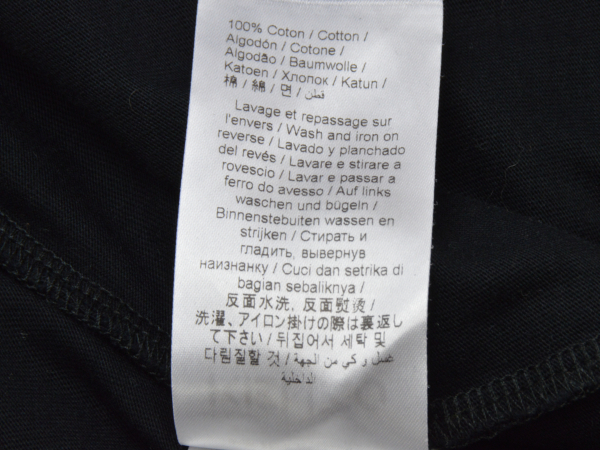 100% Coton / Cotton /
Algodón / Cotone /
Algodão / Baumwolle /
Katoen / Хлопок / Katun /
棉 / 綿 / 면 / قطن
Lavage et repassage sur
l'envers / Wash and iron on
reverse / Lavado y planchado
del revés / Lavare e stirare a
rovescio / Lavar e passar a
ferro do avesso / Auf links
waschen und bügeln /
Binnenstebuiten wassen en
strijken / Стирать и
гладить, вывернув
наизнанку / Cuci dan setrika di
bagian sebaliknya /
反面水洗, 反面熨烫 /
洗濯、アイロン掛けの際は裏返し
て下さい / 뒤집어서 세탁 및
다림질할 것 / غسل و كي من الجهة
الداخلية